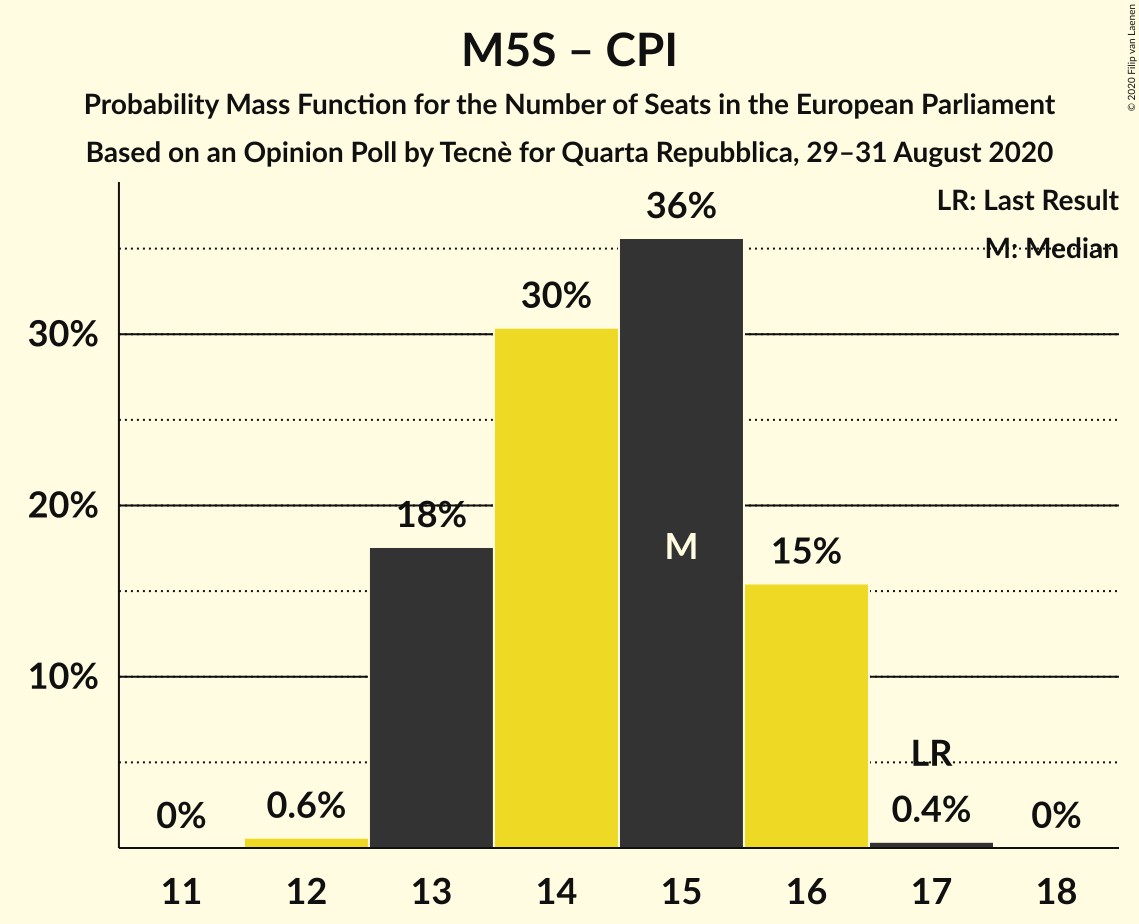 M5S – CPI
Probability Mass Function for the Number of Seats in the European Parliament
Based on an Opinion Poll by Tecnè for Quarta Repubblica, 29–31 August 2020
© 2020 Filip van Laenen
LR: Last Result
M: Median
36%
30%
30%
18%
20%
M
15%
10%
LR
0%
0.6%
0.4%
0%
11 12 13 14 15 16 17 18